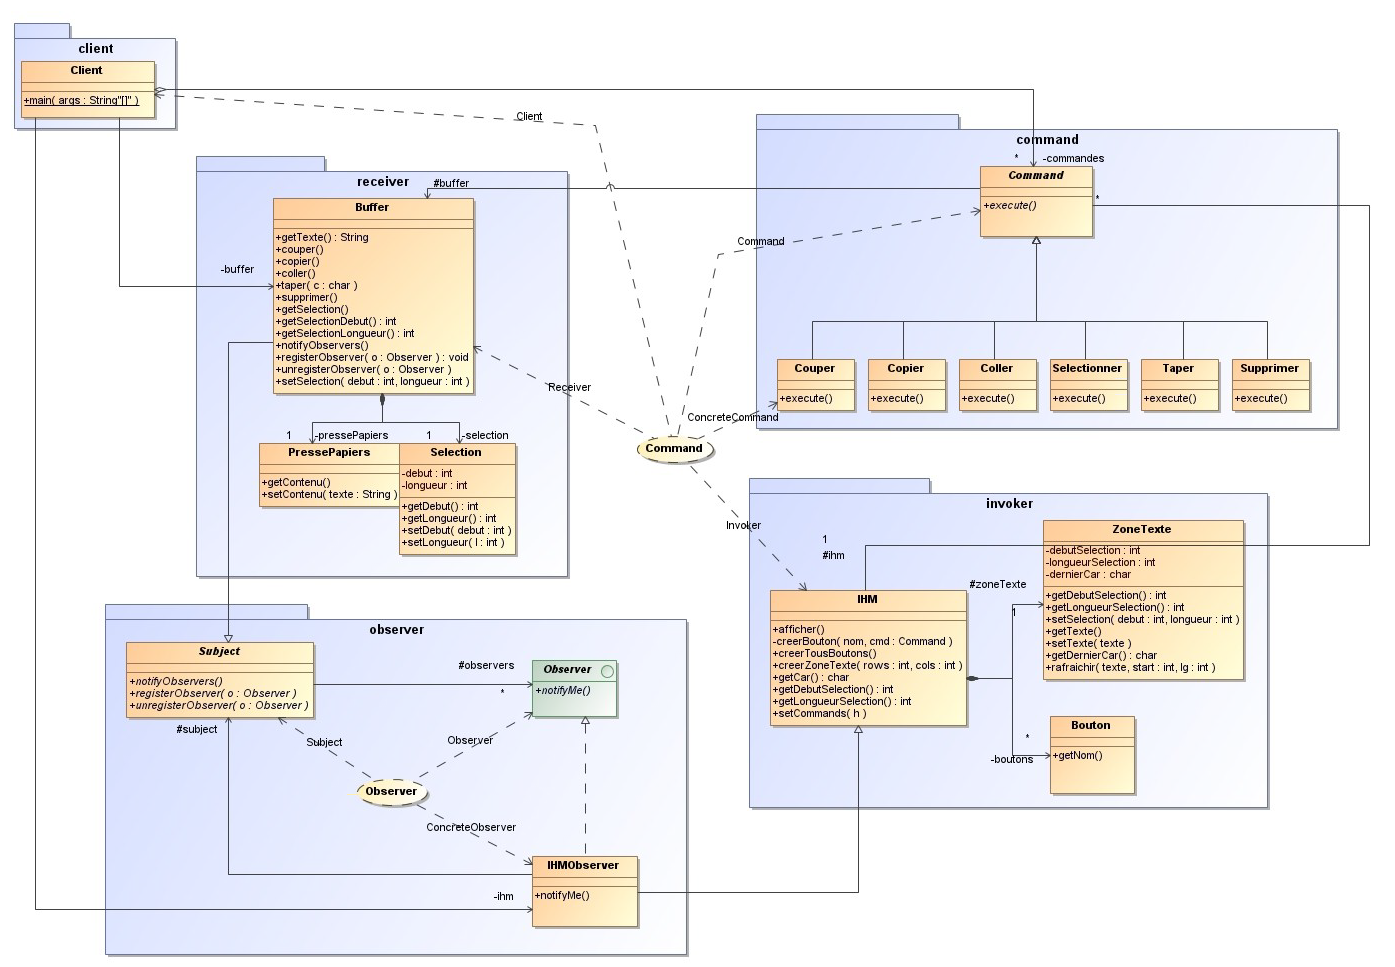 client
Client
+main( args : String"[]" )
Client
command
* -commandes
Command
+execute()
*
receiver
#buffer
Buffer
+getTexte() : String
+couper()
+copier()
+coller()
+taper( c : char )
+supprimer()
+getSelection()
+getSelectionDebut() : int
+getSelectionLongueur() : int
+notifyObservers()
+registerObserver( o : Observer ) : void
+unregisterObserver( o : Observer )
+setSelection( debut : int, longueur : int )
-buffer
Command
Receiver
ConcreteCommand
Command
Invoker
Couper
+execute()
Copier
+execute()
Coller
+execute()
Selectionner
+execute()
Taper
+execute()
Supprimer
+execute()
1 -pressePapiers
1 -selection
PressePapiers
+getContenu()
+setContenu( texte : String )
Selection
-debut : int
-longueur : int
+getDebut() : int
+getLongueur() : int
+setDebut( debut : int )
+setLongueur( l : int )
invoker
1
#ihm
IHM
+afficher()
-creerBouton( nom, cmd : Command )
+creerTousBoutons()
+creerZoneTexte( rows : int, cols : int )
+getCar() : char
+getDebutSelection() : int
+getLongueurSelection() : int
+setCommands( h )
#zoneTexte
1
ZoneTexte
-debutSelection : int
-longueurSelection : int
-dernierCar : char
+getDebutSelection() : int
+getLongueurSelection() : int
+setSelection( debut : int, longueur : int )
+getTexte()
+setTexte( texte )
+getDernierCar() : char
+rafraichir( texte, start : int, lg : int )
*
-boutons
Bouton
+getNom()
observer
Subject
+notifyObservers()
+registerObserver( o : Observer )
+unregisterObserver( o : Observer )
#observers
*
Observer
+notifyMe()
#subject
Subject
Observer
Observer
ConcreteObserver
IHMObserver
+notifyMe()
-ihm